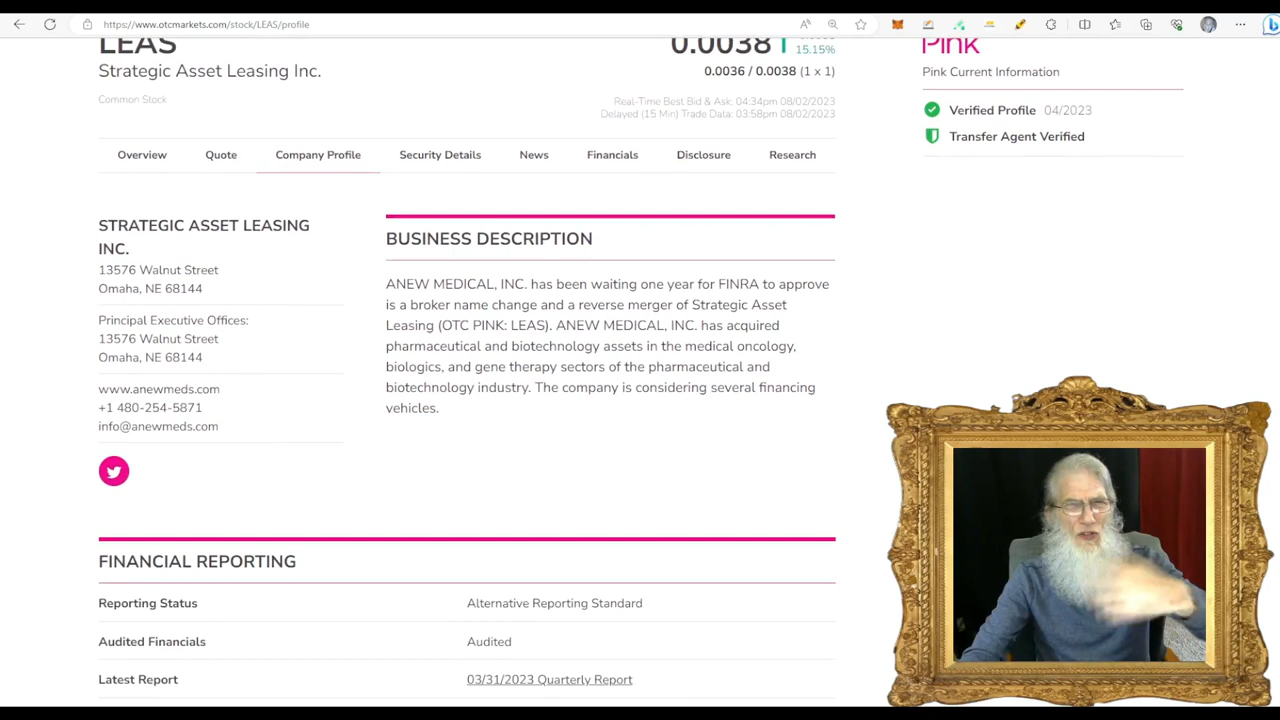 https://www.otcmarkets.com/stock/LEAS/profile
LEAS
0.0038
15.15%
Pink
Strategic Asset Leasing Inc.
0.0036 / 0.0038 (1 x 1)
Pink Current Information
Common Stock
Real-Time Best Bid & Ask: 04:34pm 08/02/2023
Delayed (15 Min) Trade Data: 03:58pm 08/02/2023
Verified Profile 04/2023
Transfer Agent Verified
Overview Quote Company Profile Security Details News Financials Disclosure Research
STRATEGIC ASSET LEASING
INC.
13576 Walnut Street
Omaha, NE 68144
Principal Executive Offices:
13576 Walnut Street
Omaha, NE 68144
www.anewmeds.com
+1 480-254-5871
info@anewmeds.com
BUSINESS DESCRIPTION
ANEW MEDICAL, INC. has been waiting one year for FINRA to approve
is a broker name change and a reverse merger of Strategic Asset
Leasing (OTC PINK: LEAS). ANEW MEDICAL, INC. has acquired
pharmaceutical and biotechnology assets in the medical oncology,
biologics, and gene therapy sectors of the pharmaceutical and
biotechnology industry. The company is considering several financing
vehicles.
FINANCIAL REPORTING
Reporting Status Alternative Reporting Standard
Audited Financials Audited
Latest Report 03/31/2023 Quarterly Report